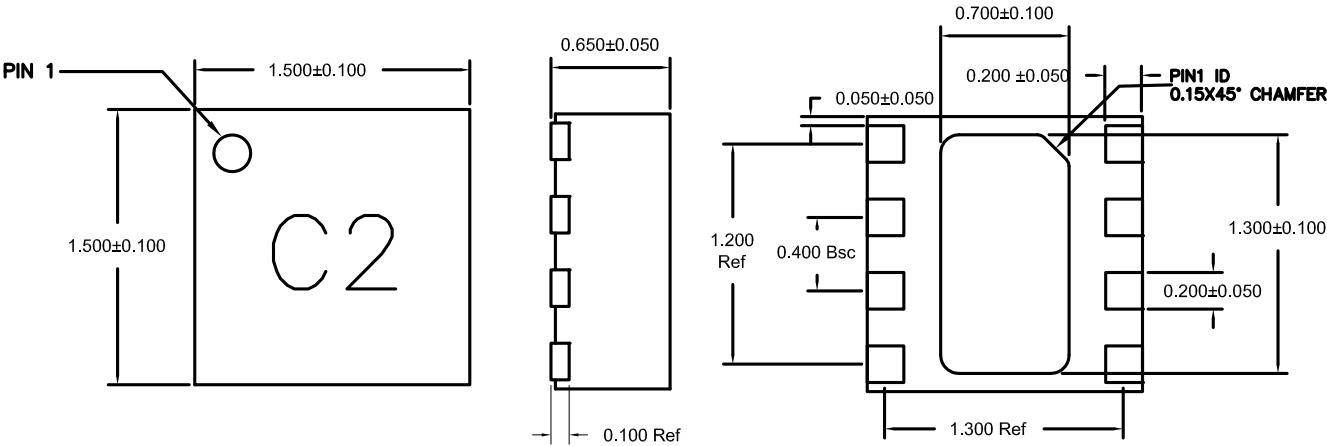 PIN 1
1.500±0.100
1.500±0.100
C2
0.650±0.050
0.100 Ref
0.700±0.100
0.200 ±0.050
PIN1 ID
0.15X45° CHAMFER
0.050±0.050
1.200
Ref
0.400 Bsc
1.300±0.100
0.200±0.050
1.300 Ref